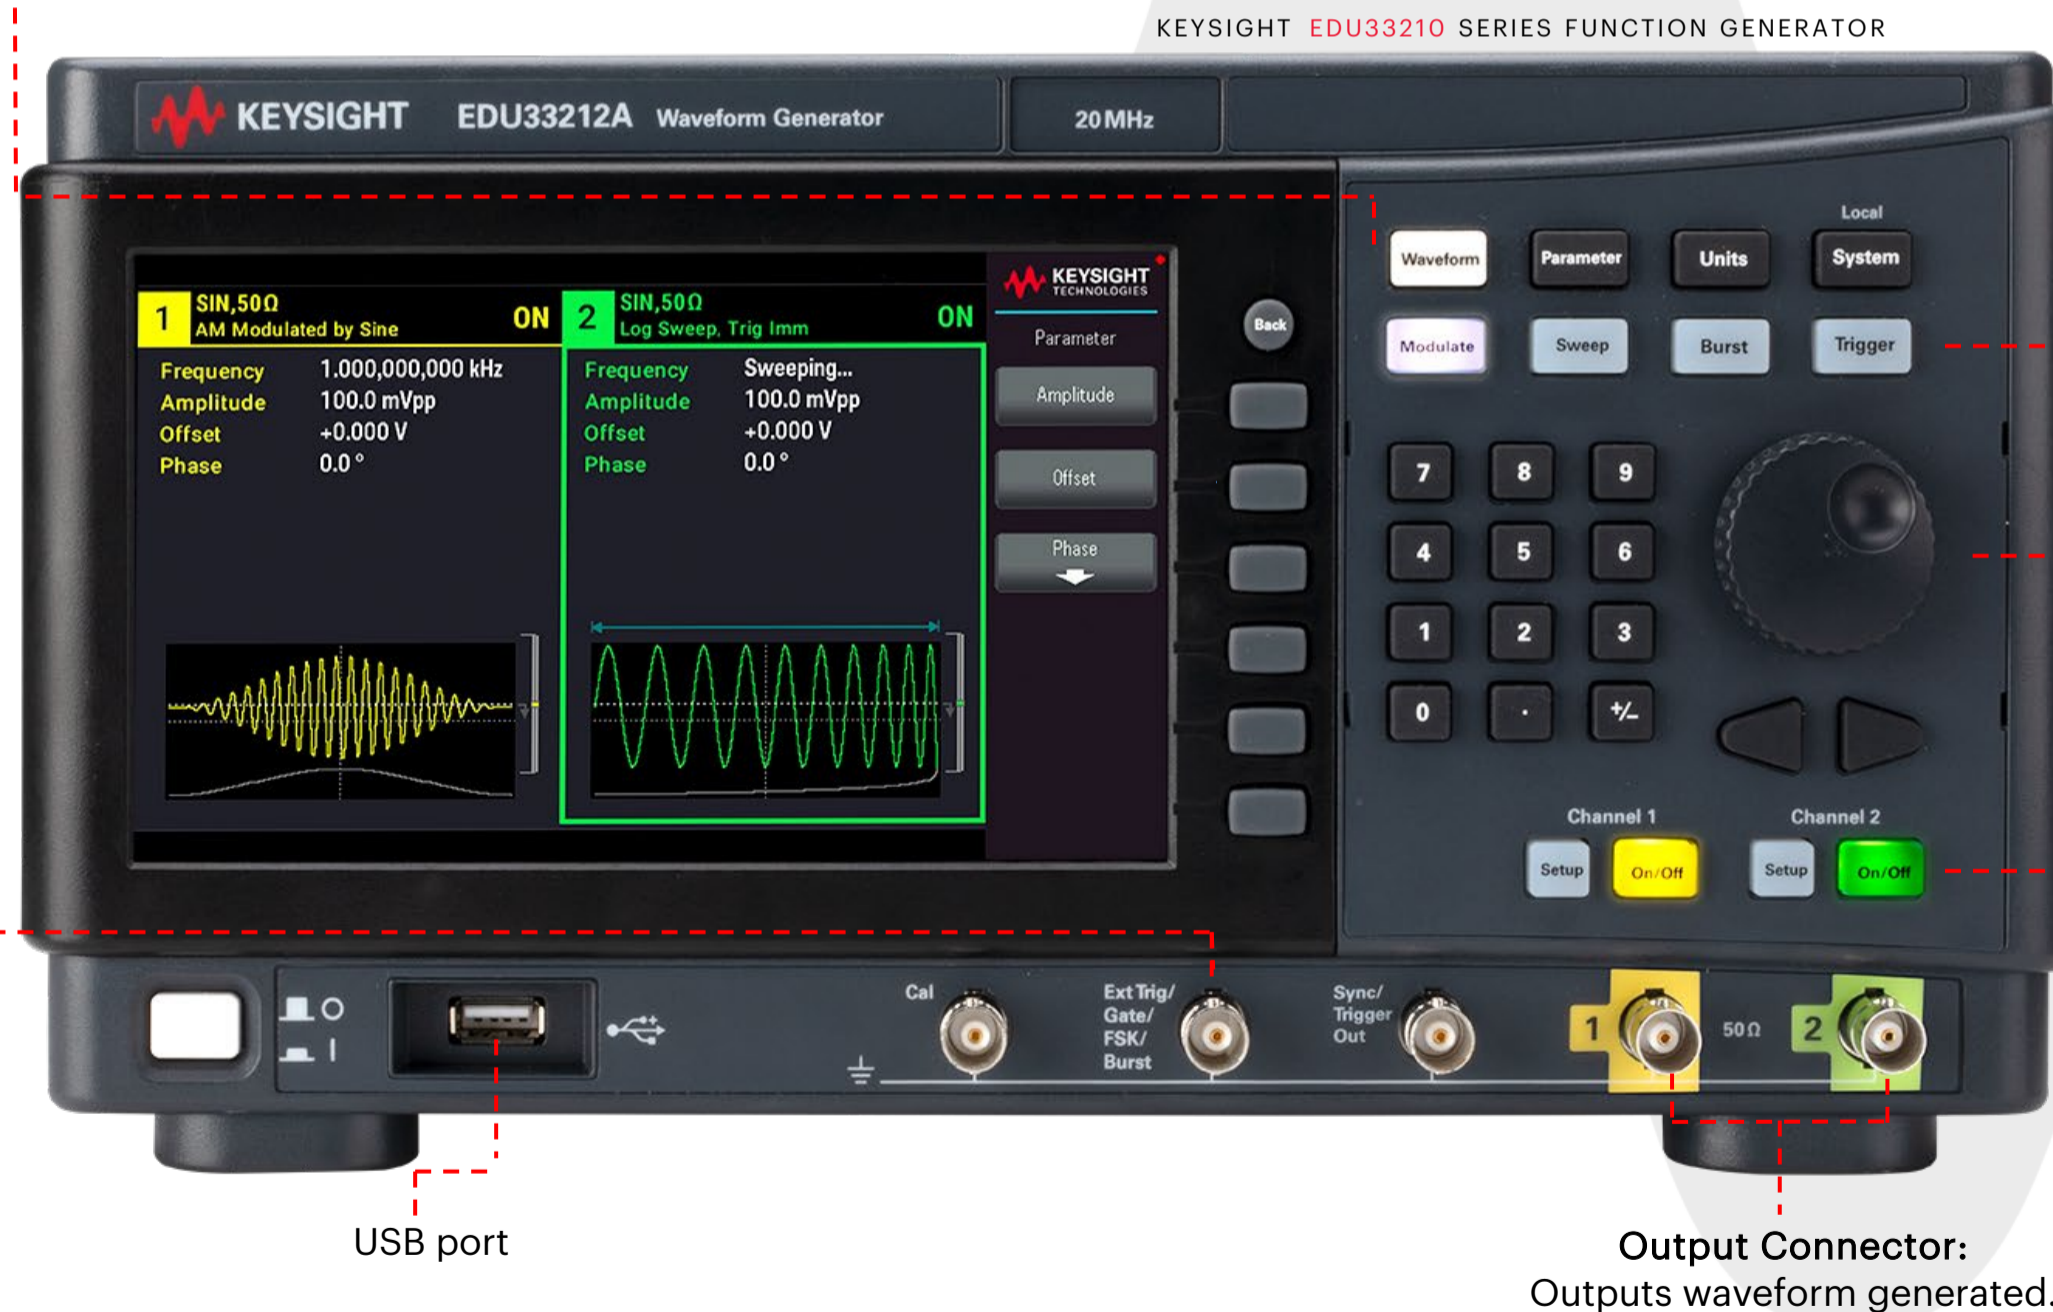 KEYSIGHT EDU33210 SERIES FUNCTION GENERATOR
KEYSIGHT EDU33212A Waveform Generator
20 MHz
1
SIN,50Ω
AM Modulated by Sine
ON
Frequency 1.000,000,000 kHz
Amplitude 100.0 mVpp
Offset +0.000 V
Phase 0.0 °
2
SIN,50Ω
Log Sweep, Trig Imm
ON
Frequency Sweeping...
Amplitude 100.0 mVpp
Offset +0.000 V
Phase 0.0 °
KEYSIGHT
TECHNOLOGIES
Parameter
Amplitude
Offset
Phase
Back
Local
Waveform Parameter Units System
Modulate Sweep Burst Trigger
7 8 9
4 5 6
1 2 3
0 . +/−
Channel 1 Channel 2
Setup On/Off Setup On/Off
Cal
Ext Trig/
Gate/
FSK/
Burst
Sync/
Trigger
Out
1 50 Ω 2
USB port
Output Connector:
Outputs waveform generated.